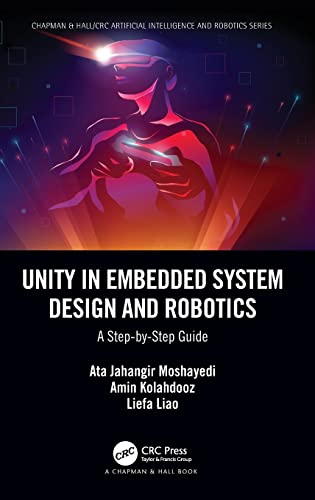 CHAPMAN & HALL/CRC ARTIFICIAL INTELLIGENCE AND ROBOTICS SERIES
UNITY IN EMBEDDED SYSTEM
DESIGN AND ROBOTICS
A Step-by-Step Guide
Ata Jahangir Moshayedi
Amin Kolahdooz
Liefa Liao
CRC
CRC Press
Taylor & Francis Group
A CHAPMAN & HALL BOOK